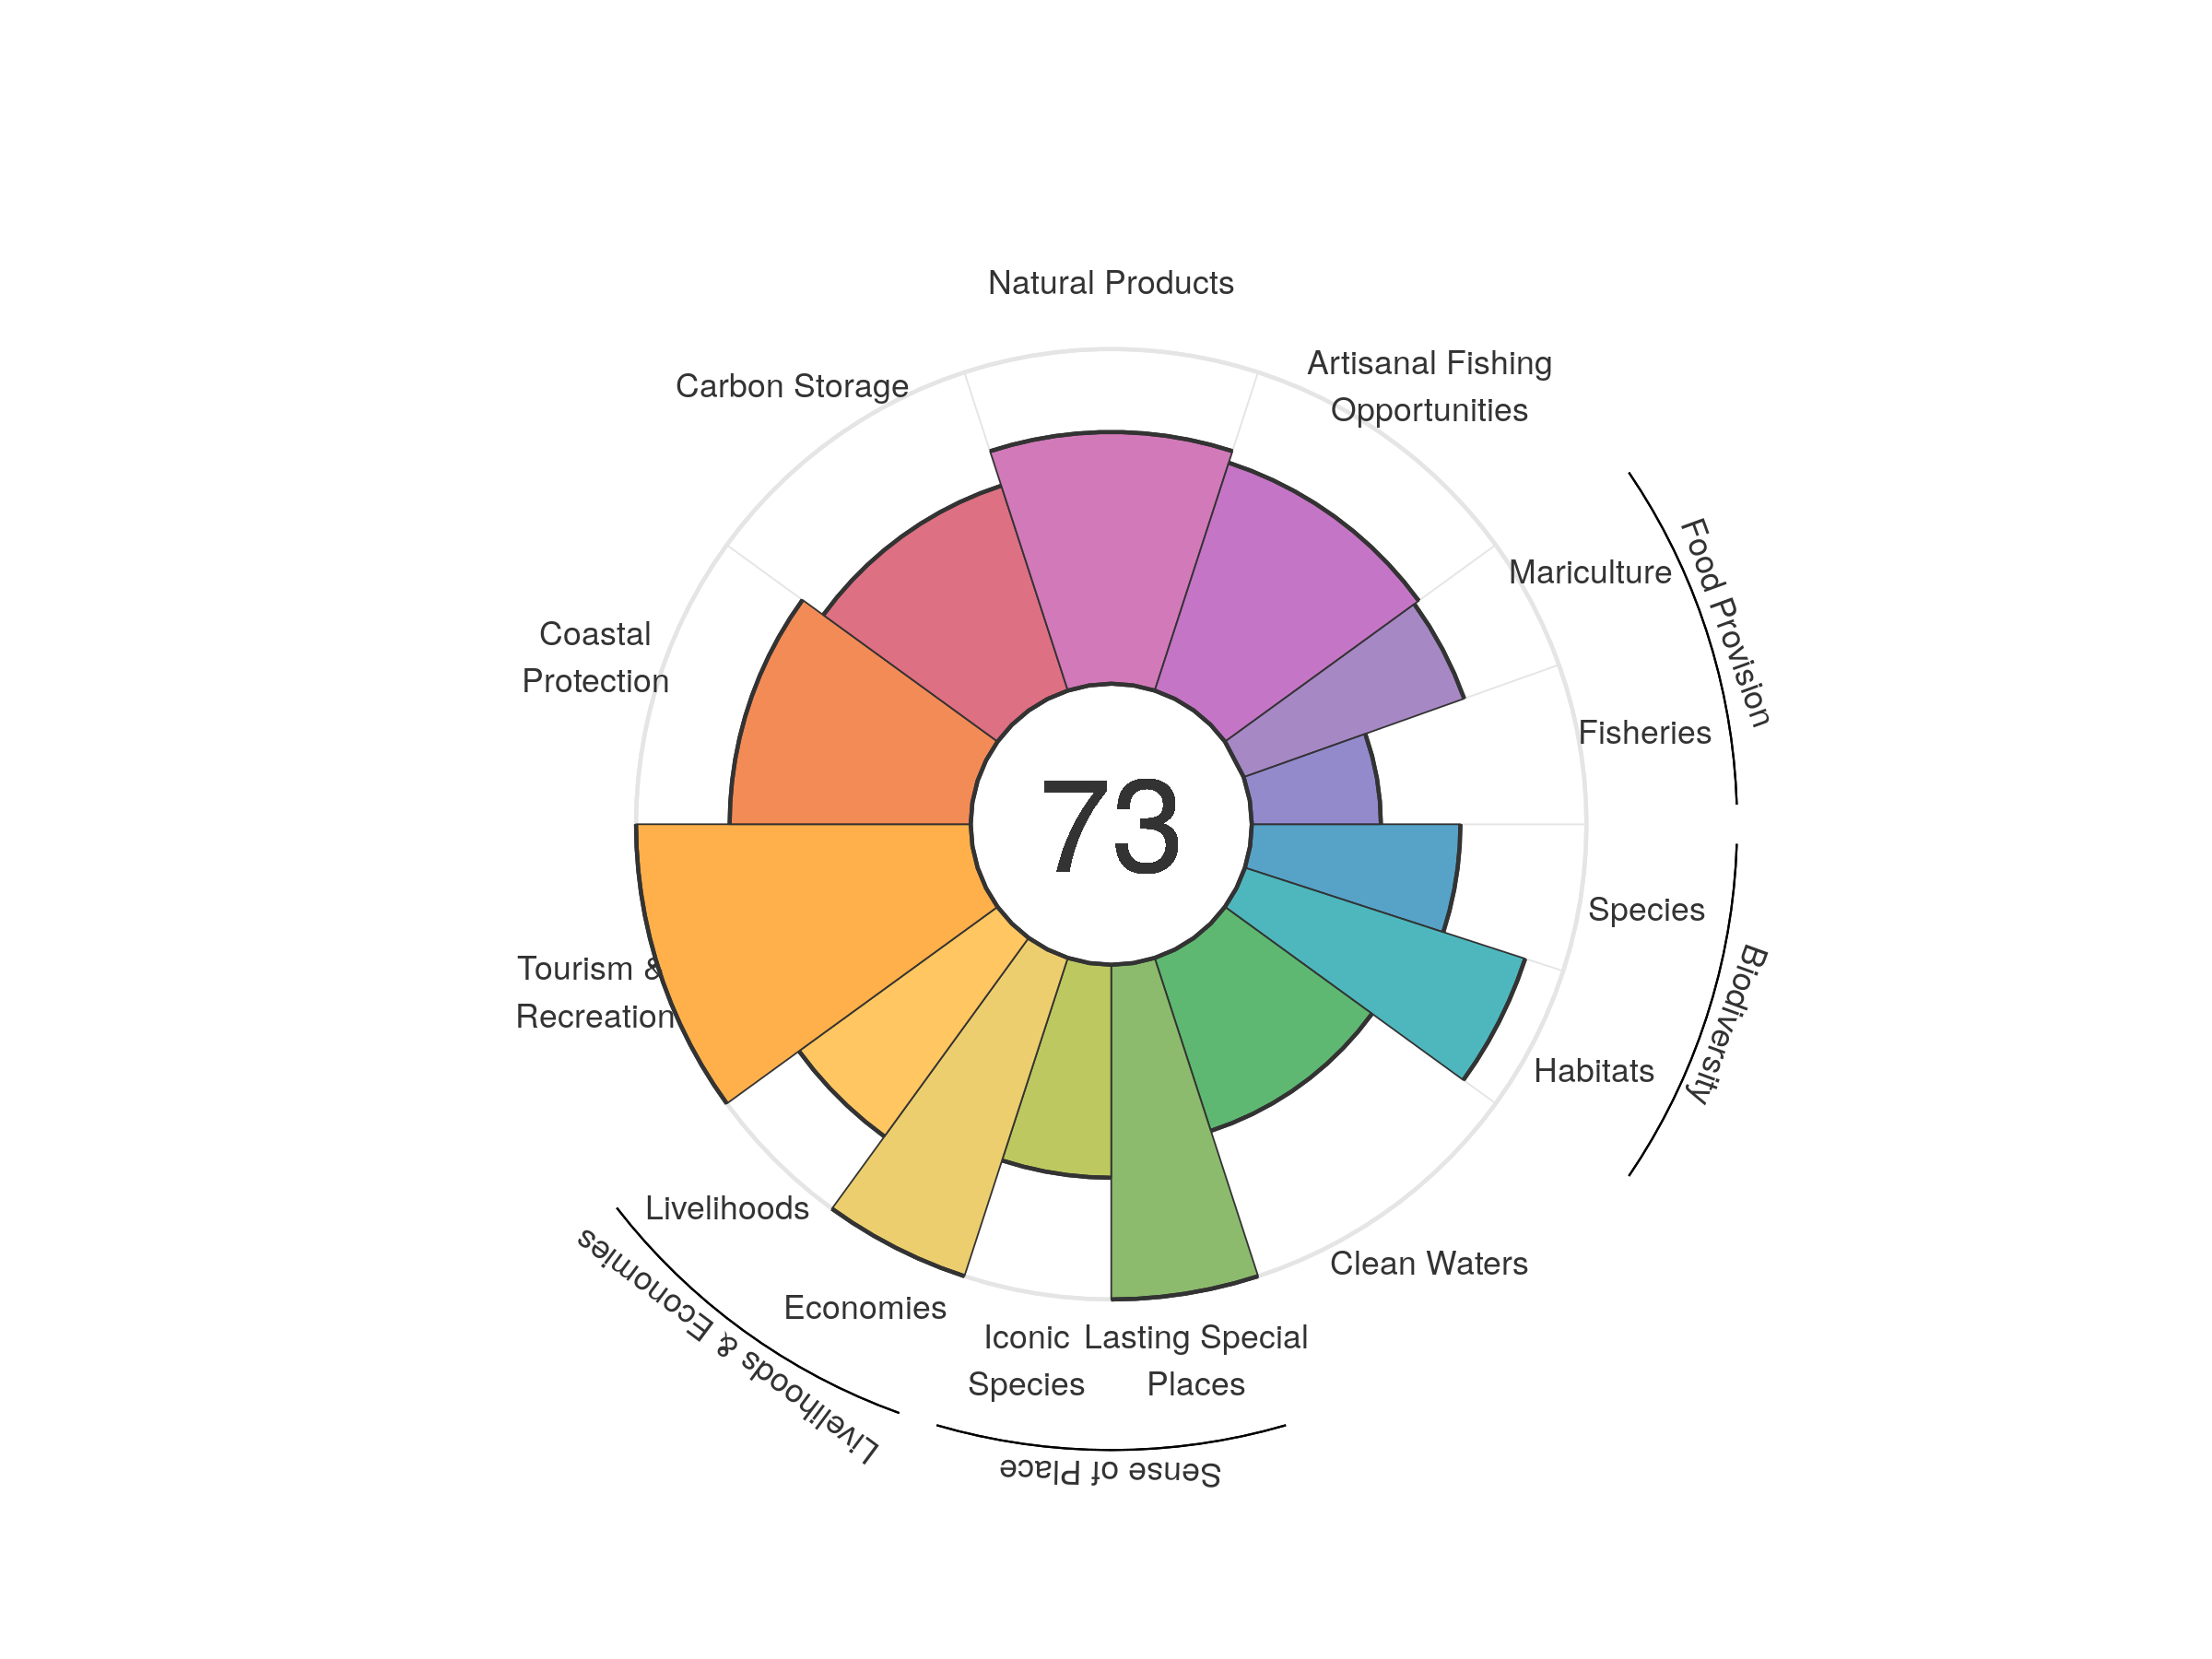 Natural Products
Artisanal Fishing
Opportunities
Carbon Storage
Mariculture
Food Provision
Coastal
Protection
Fisheries
73
Species
Biodiversity
Tourism &
Recreation
Habitats
Livelihoods
Clean Waters
Economies
Livelihoods & Economies
Iconic
Species
Lasting Special
Places
Sense of Place